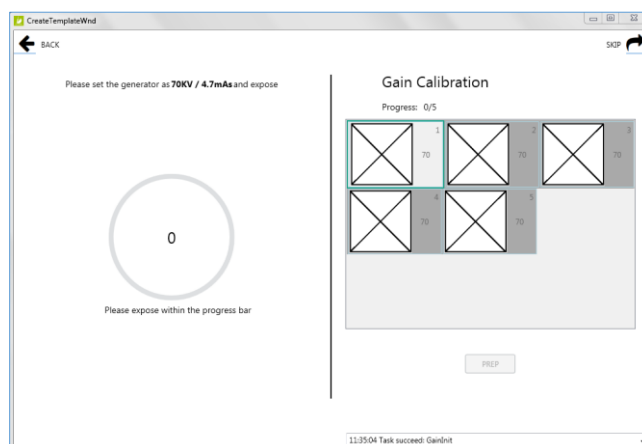 CreateTemplateWnd
BACK
SKIP
Please set the generator as 70KV / 4.7mAs and expose
0
Please expose within the progress bar
Gain Calibration
Progress: 0/5
1
70
2
70
3
70
4
70
5
70
PREP
11:35:04 Task succeed: GainInit